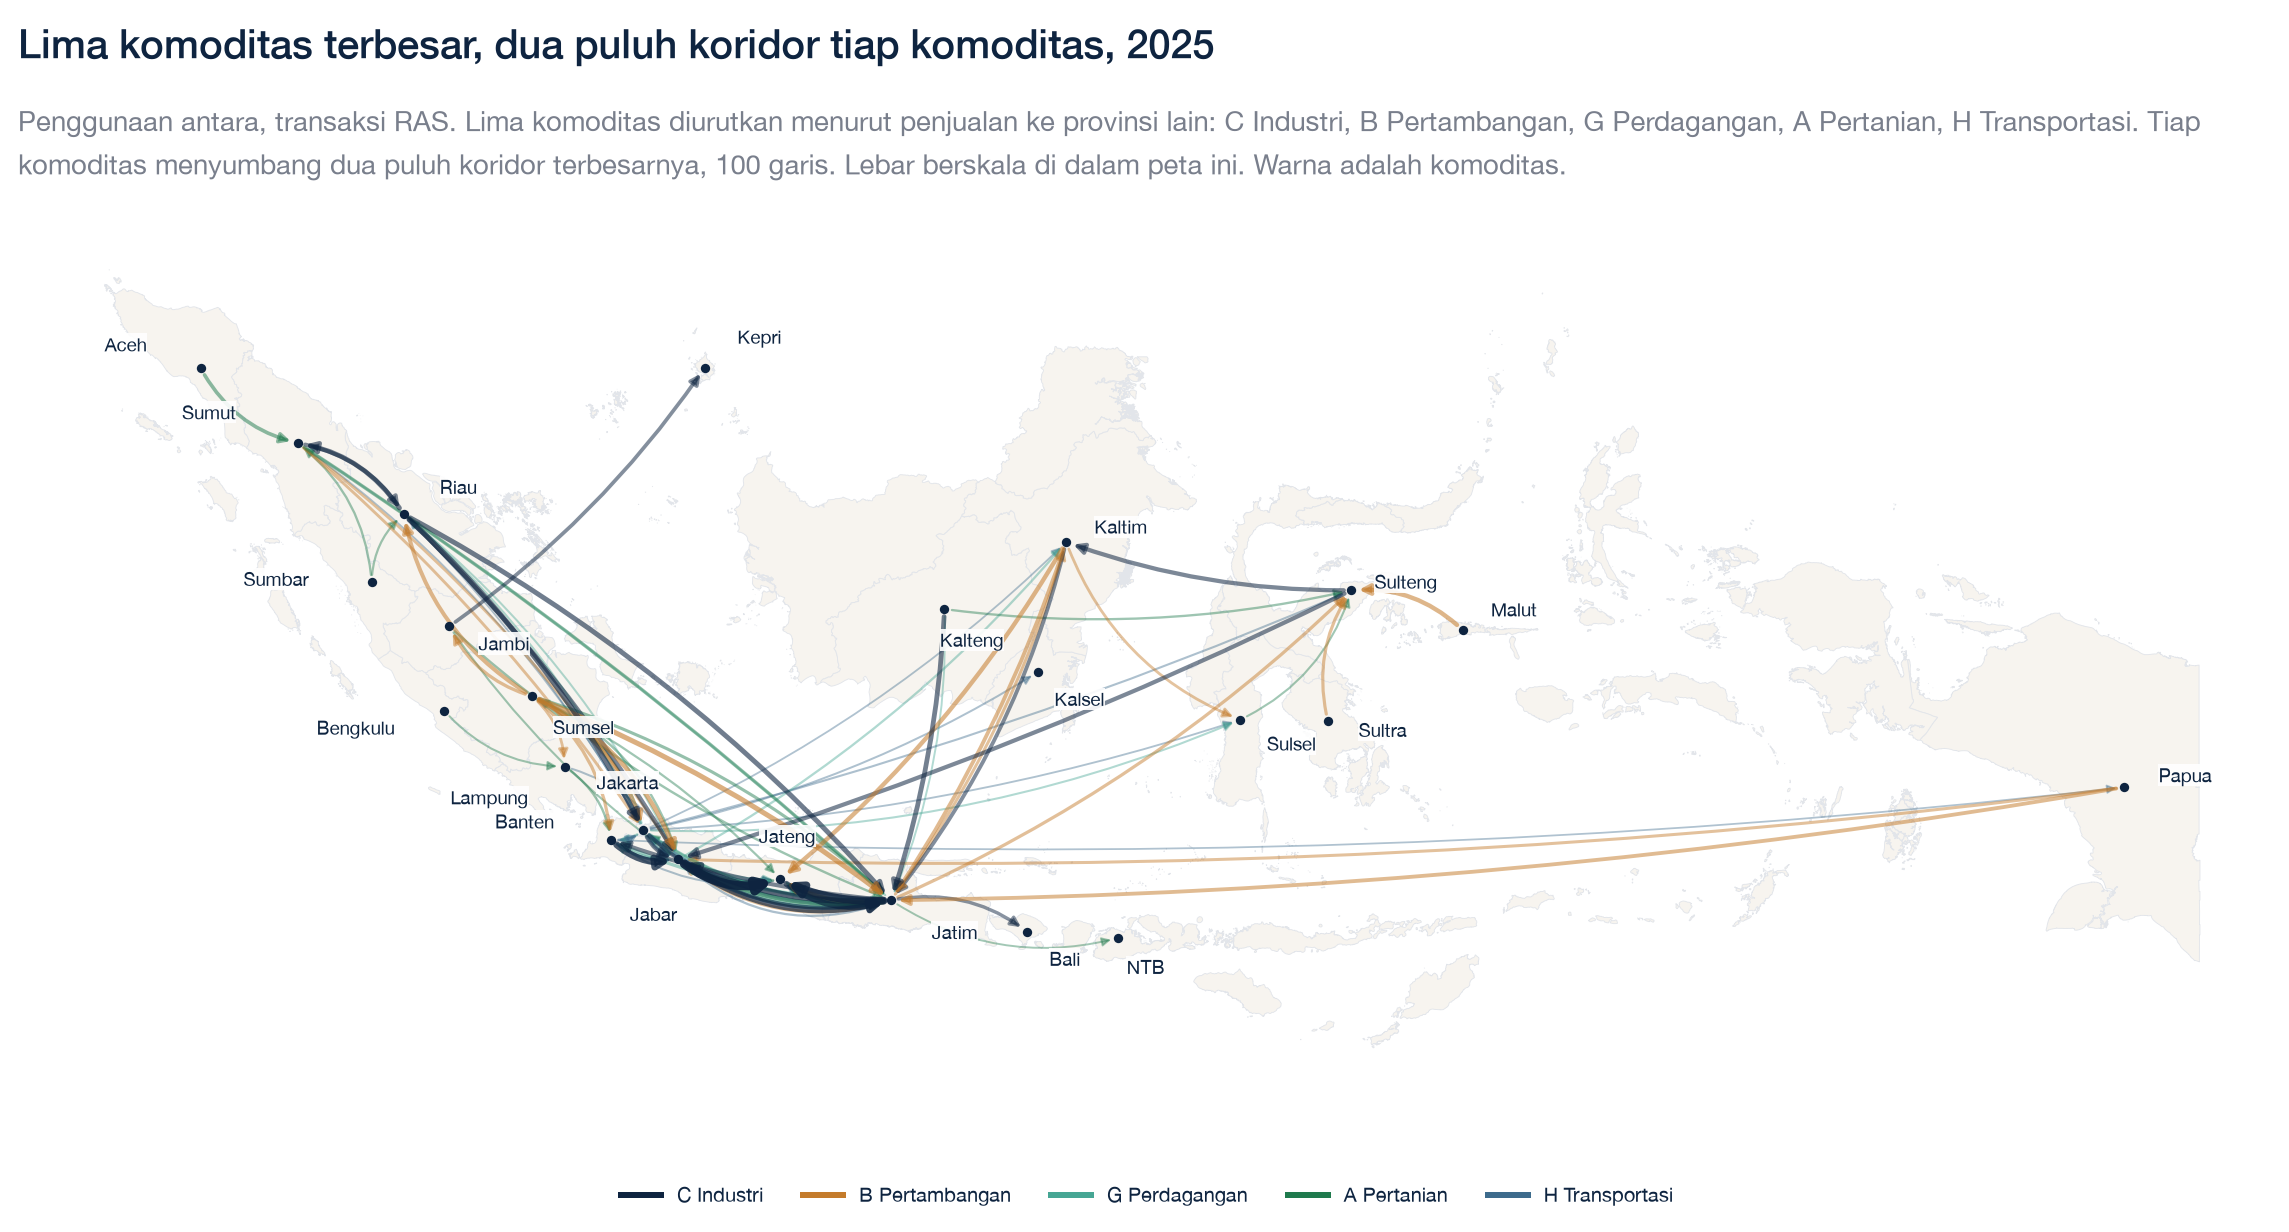 Lima komoditas terbesar, dua puluh koridor tiap komoditas, 2025
Penggunaan antara, transaksi RAS. Lima komoditas diurutkan menurut penjualan ke provinsi lain: C Industri, B Pertambangan, G Perdagangan, A Pertanian, H Transportasi. Tiap
komoditas menyumbang dua puluh koridor terbesarnya, 100 garis. Lebar berskala di dalam peta ini. Warna adalah komoditas.
Kepri
Aceh
Sumut
Riau
Kaltim
Sumbar
Sulteng
Malut
Jambi
Kalteng
Kalsel
Bengkulu
Sumsel
Sultra
Sulsel
Papua
Jakarta
Lampung
Banten
Jateng
Jabar
Jatim
Bali
NTB
C Industri
B Pertambangan
G Perdagangan
A Pertanian
H Transportasi